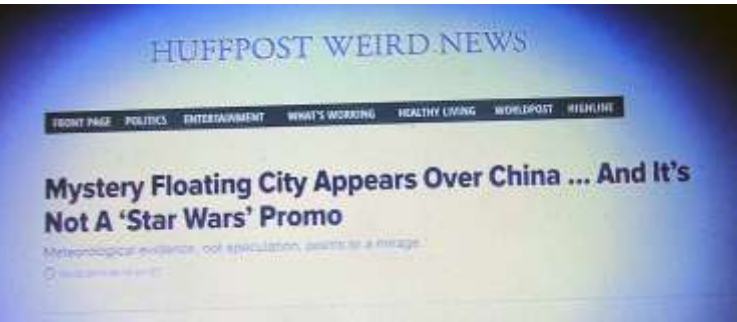 HUFFPOST WEIRD NEWS
FRONT PAGE POLITICS ENTERTAINMENT WHAT'S WORKING HEALTHY LIVING WORLDPOST HIGHLINE
Mystery Floating City Appears Over China ... And It's
Not A 'Star Wars' Promo
Meteorological evidence, not speculation, points to a mirage.